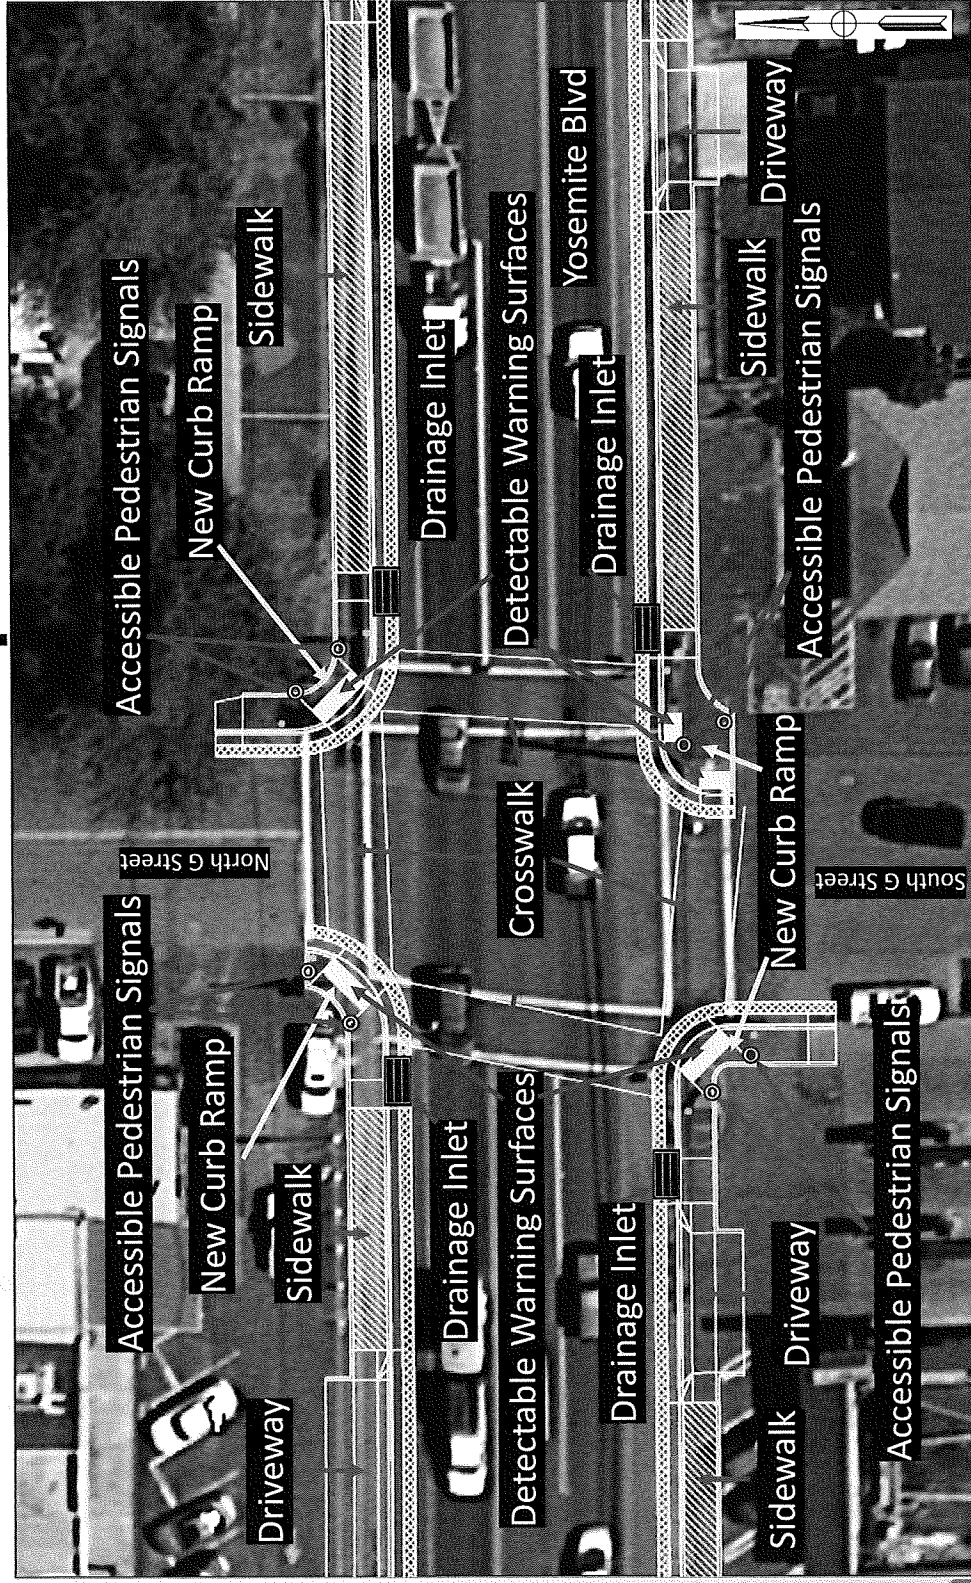 Accessible Pedestrian Signals
Accessible Pedestrian Signals
North G Street
New Curb Ramp
New Curb Ramp
Driveway
Sidewalk
Sidewalk
Drainage Inlet
Drainage Inlet
Detectable Warning Surfaces
Crosswalk
Detectable Warning Surfaces
Yosemite Blvd
Drainage Inlet
Drainage Inlet
Sidewalk
Driveway
New Curb Ramp
Sidewalk
Driveway
Accessible Pedestrian Signals
Accessible Pedestrian Signals
South G Street